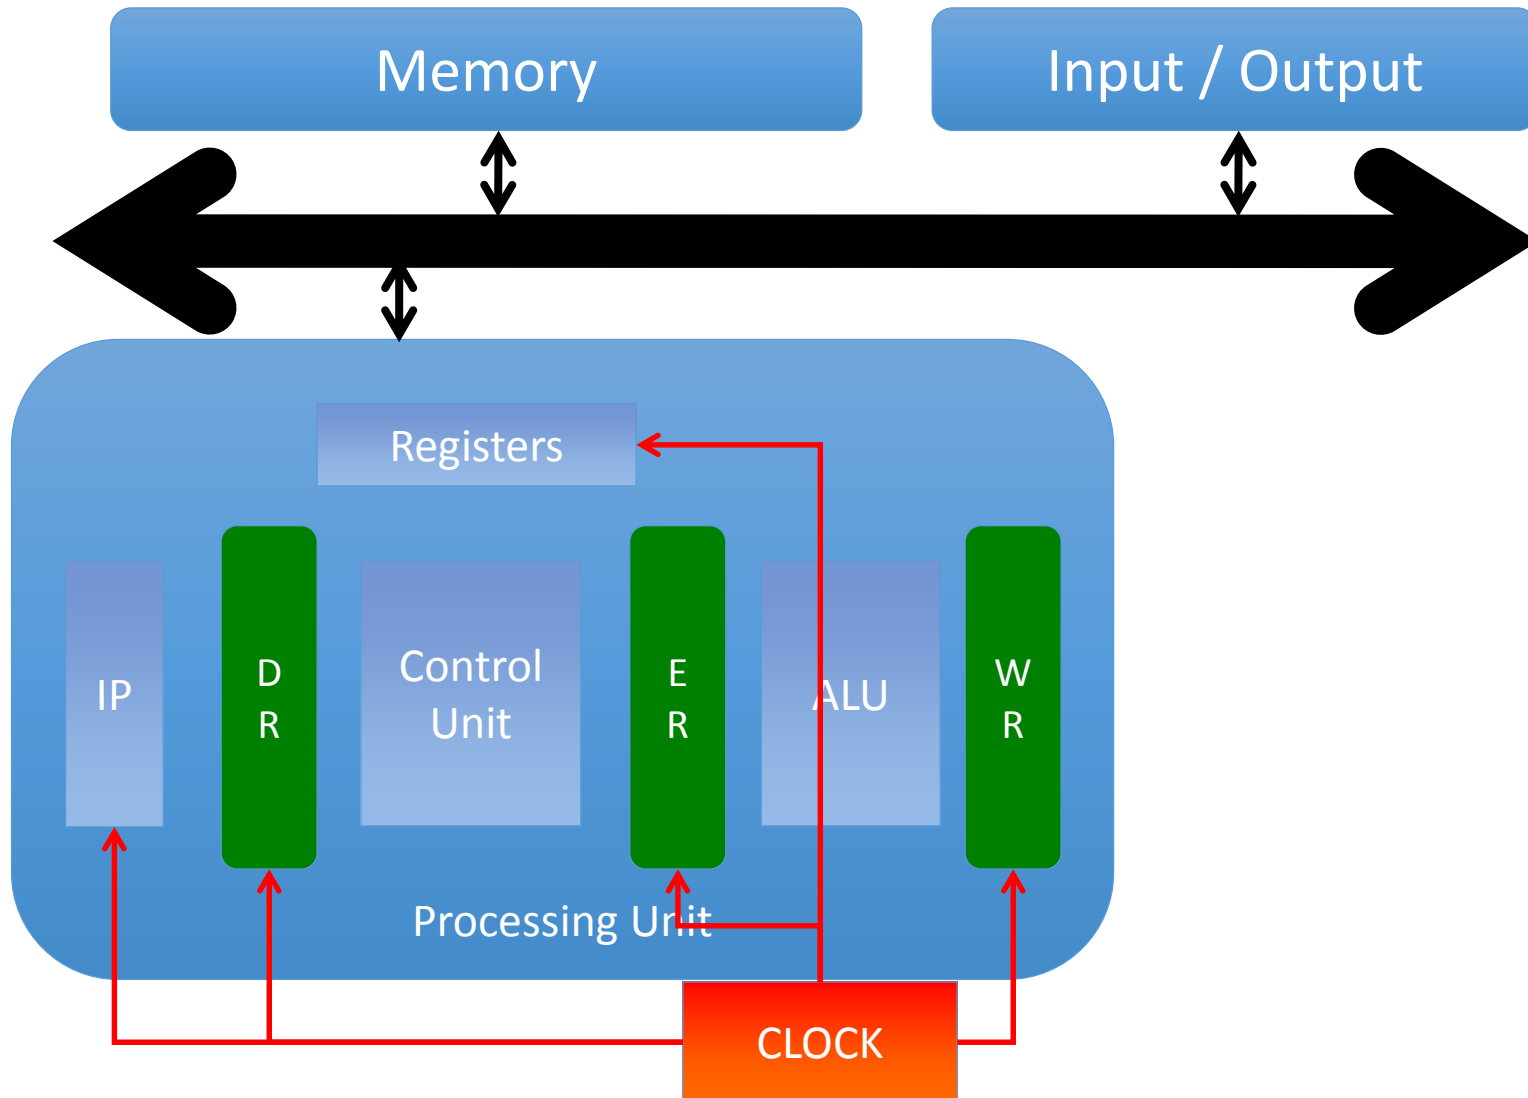 Memory
Input / Output
Registers
IP
D
R
Control
Unit
E
R
ALU
W
R
Processing Unit
CLOCK